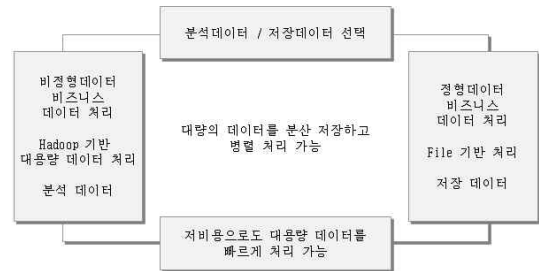 분석데이터 / 저장데이터 선택
비정형데이터
비즈니스
데이터 처리
Hadoop 기반
대용량 데이터 처리
분석 데이터
대량의 데이터를 분산 저장하고
병렬 처리 가능
정형데이터
비즈니스
데이터 처리
File 기반 처리
저장 데이터
저비용으로도 대용량 데이터를
빠르게 처리 가능